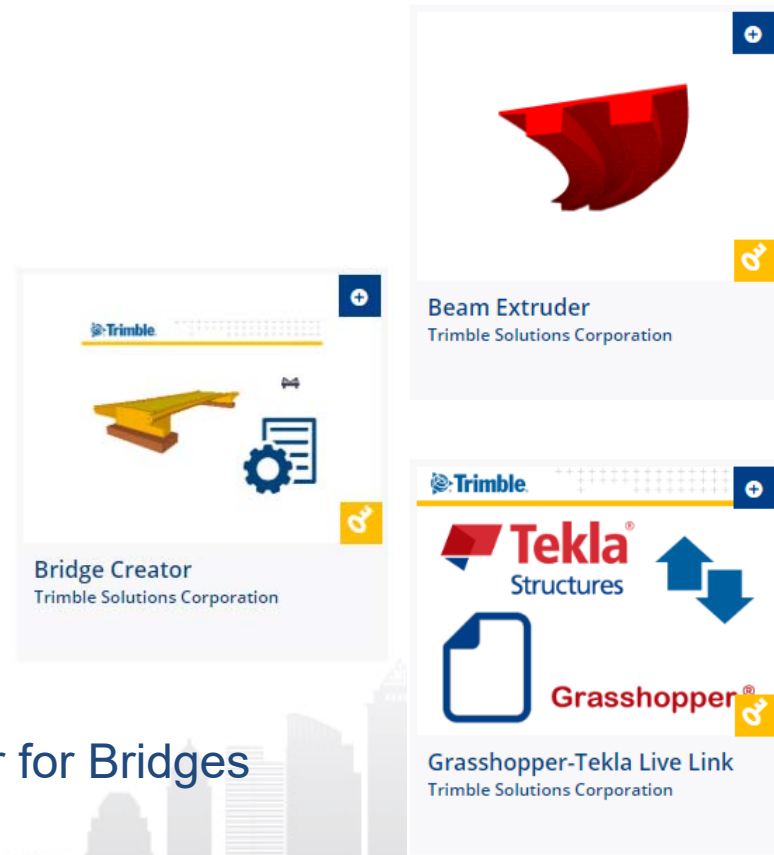 Beam Extruder
Trimble Solutions Corporation
Trimble
Bridge Creator
Trimble Solutions Corporation
Trimble
Tekla®
Structures
Grasshopper®
Grasshopper-Tekla Live Link
Trimble Solutions Corporation
for Bridges